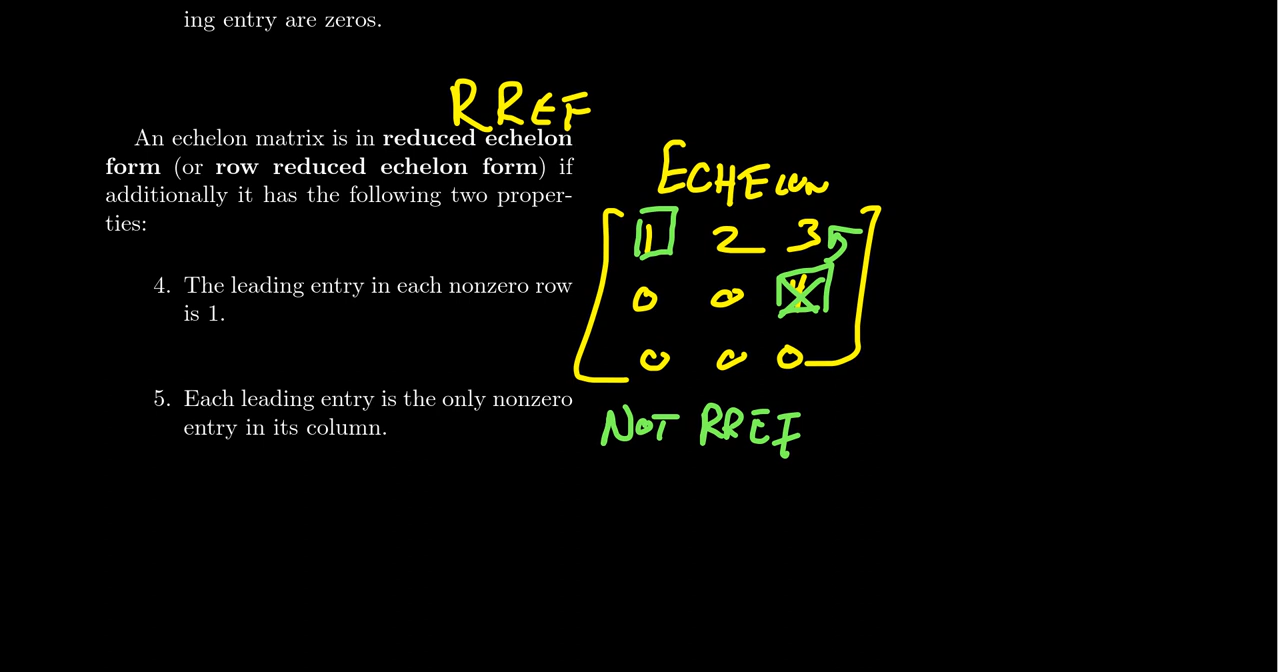 ing entry are zeros.
RREF
An echelon matrix is in reduced echelon
form (or row reduced echelon form) if
additionally it has the following two proper-
ties:
4. The leading entry in each nonzero row
is 1.
5. Each leading entry is the only nonzero
entry in its column.
ECHELON
1 2 3
0 0 4
0 0 0
NOT RREF